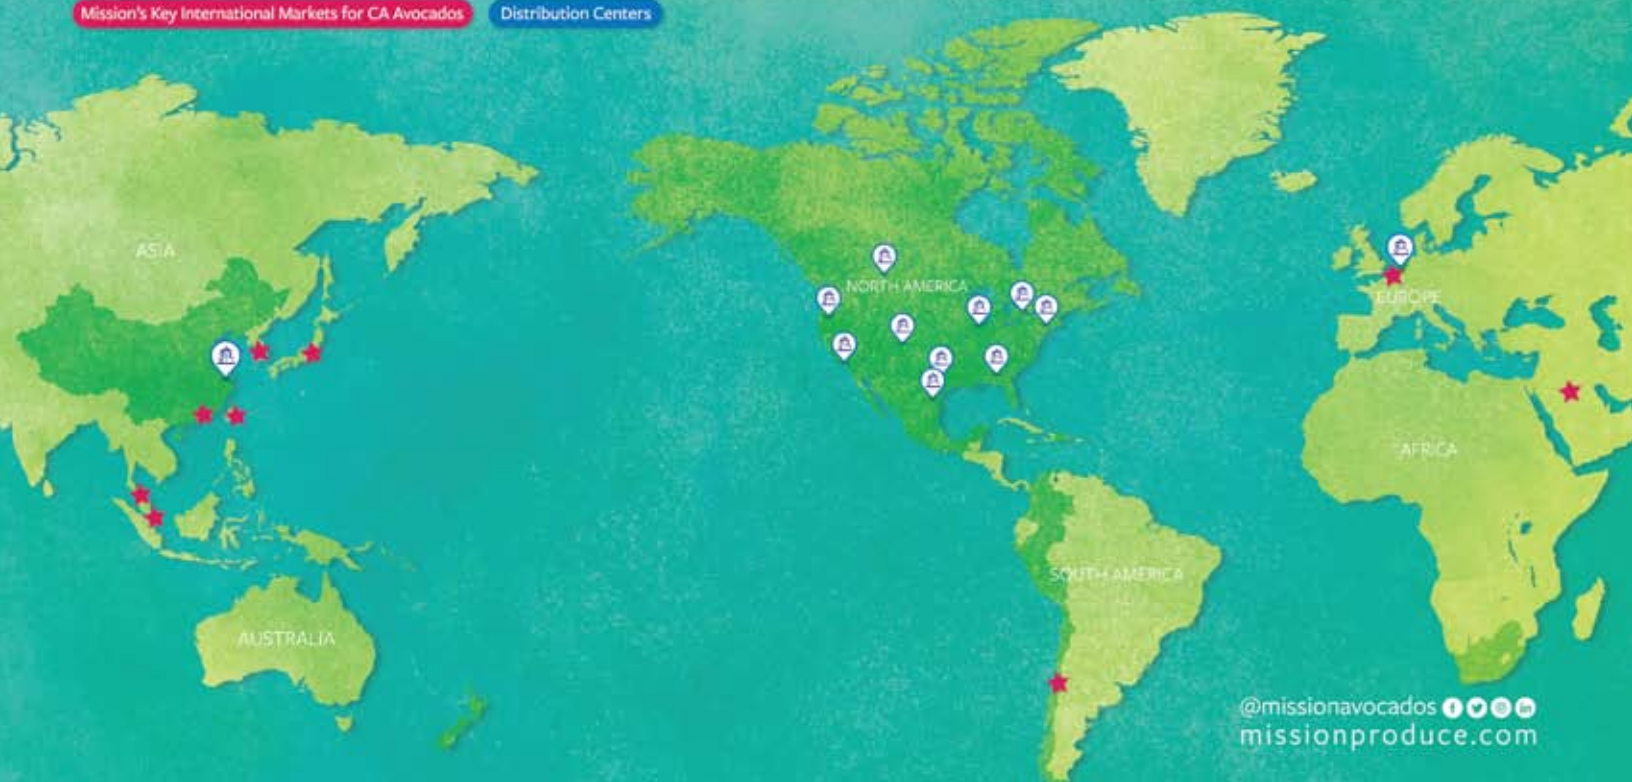 Mission's Key International Markets for CA Avocados
Distribution Centers
ASIA
NORTH AMERICA
EUROPE
AFRICA
SOUTH AMERICA
AUSTRALIA
@missionavocados
missionproduce.com